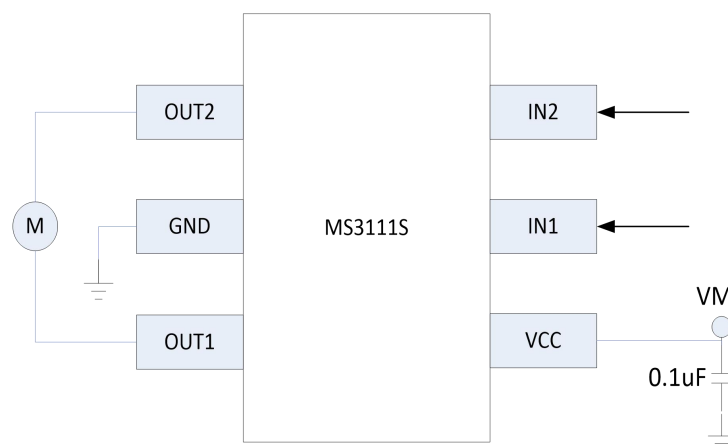 OUT2
IN2
M
GND
MS3111S
IN1
VM
OUT1
VCC
0.1uF